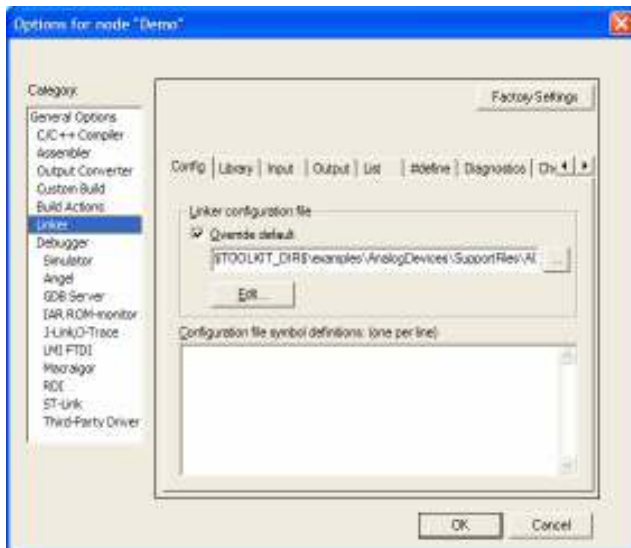 Options for node "Demo"
Category:
General Options
C/C++ Compiler
Assembler
Output Converter
Custom Build
Build Actions
Linker
Debugger
Simulator
Angel
GDB Server
IAR ROM-monitor
J-Link/J-Trace
LMI FTDI
Macraigor
RDI
ST-Link
Third-Party Driver
Factory Settings
Config Library Input Output List #define Diagnostics Che
Linker configuration file
Override default
$TOOLKIT_DIR$\examples\AnalogDevices\SupportFiles\A
...
Edit...
Configuration file symbol definitions: (one per line)
OK Cancel